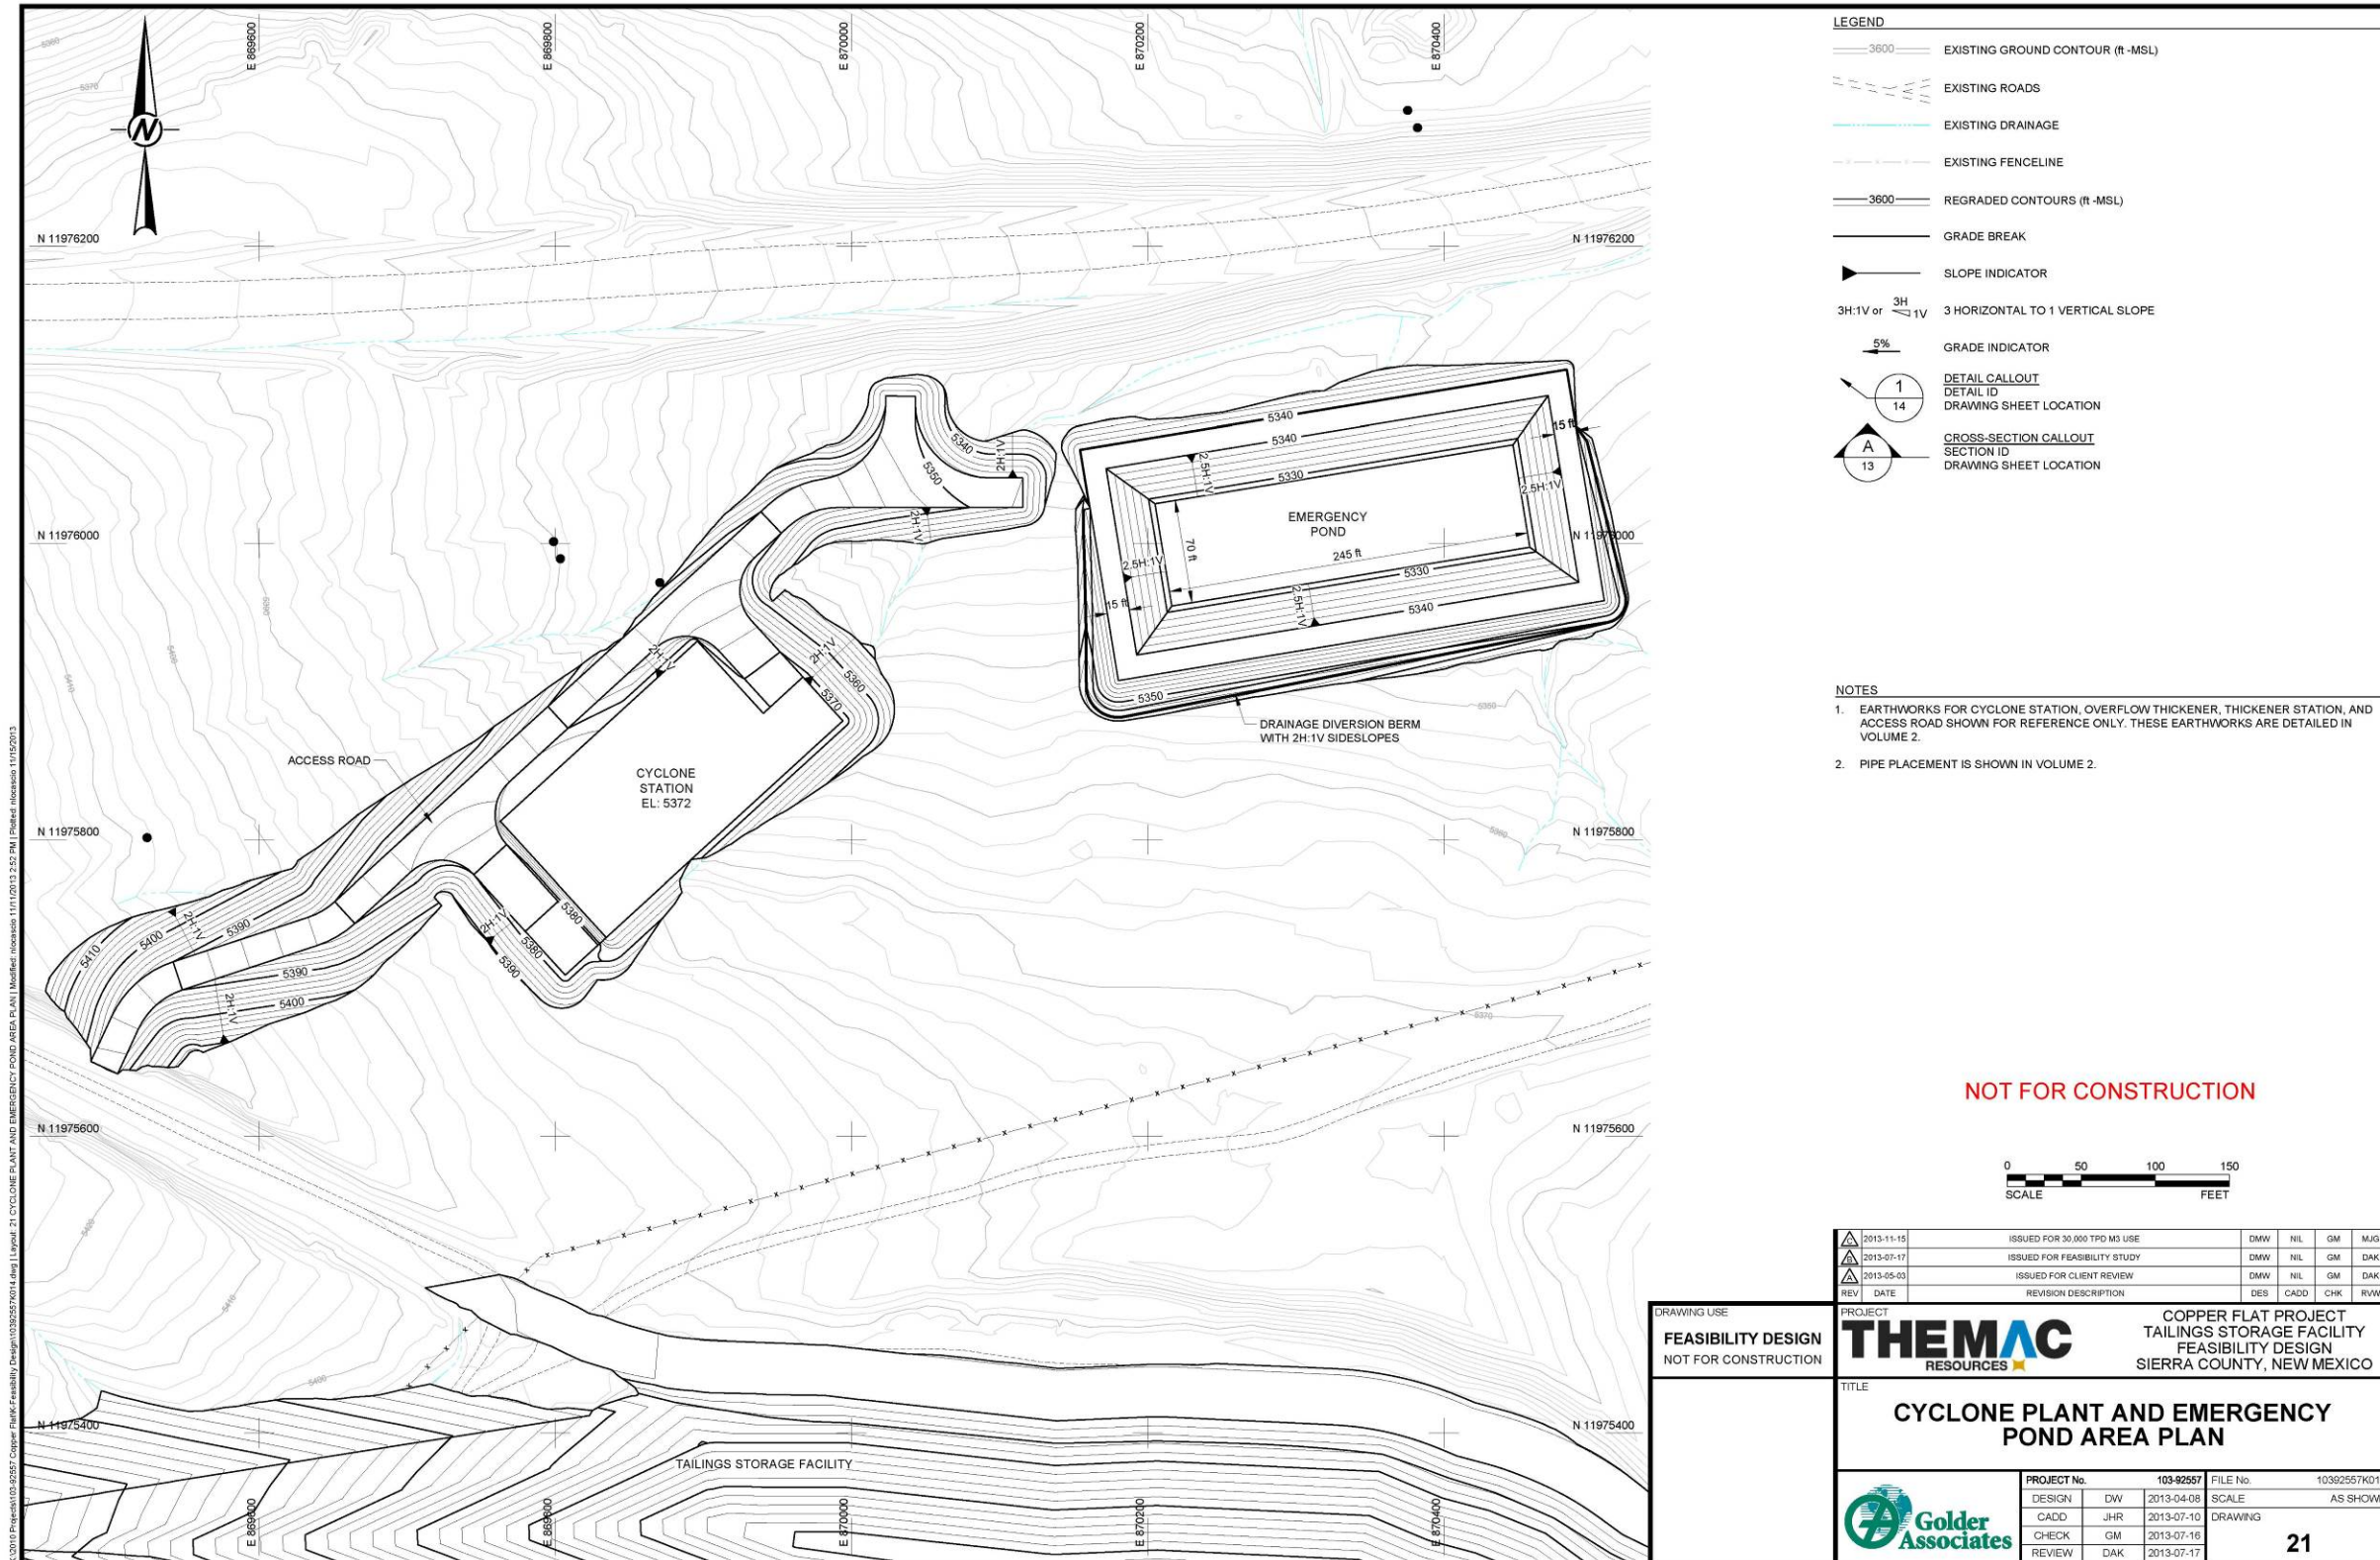 E 869600
E 869800
E 870000
E 870200
E 870400
5360
5370
N
N 11976200
N 11976200
N 11976000
N 11976000
N 11975800
N 11975800
N 11975600
N 11975600
N 11975400
N 11975400
5340
2H:1V
5350
2H:1V
5340
5340
15 ft
2.5H:1V
5330
2.5H:1V
EMERGENCY
POND
70 ft
245 ft
2.5H:1V
5330
15 ft
2.5H:1V
5340
5350
DRAINAGE DIVERSION BERM
WITH 2H:1V SIDESLOPES
5350
5360
5370
2H:1V
2H:1V
5360
5370
ACCESS ROAD
CYCLONE
STATION
EL: 5372
5400
5410
5410
5400
2H:1V
5390
5390
5400
2H:1V
2H:1V
5380
5380
5390
5400
5410
5400
TAILINGS STORAGE FACILITY
E 869600
E 869800
E 870000
E 870200
E 870400
LEGEND
3600 EXISTING GROUND CONTOUR (ft -MSL)
EXISTING ROADS
EXISTING DRAINAGE
EXISTING FENCELINE
3600 REGRADED CONTOURS (ft -MSL)
GRADE BREAK
SLOPE INDICATOR
3H:1V or 3H 1V 3 HORIZONTAL TO 1 VERTICAL SLOPE
5% GRADE INDICATOR
1
14
DETAIL CALLOUT
DETAIL ID
DRAWING SHEET LOCATION
A
13
CROSS-SECTION CALLOUT
SECTION ID
DRAWING SHEET LOCATION
NOTES
1. EARTHWORKS FOR CYCLONE STATION, OVERFLOW THICKENER, THICKENER STATION, AND
ACCESS ROAD SHOWN FOR REFERENCE ONLY. THESE EARTHWORKS ARE DETAILED IN
VOLUME 2.
2. PIPE PLACEMENT IS SHOWN IN VOLUME 2.
NOT FOR CONSTRUCTION
0 50 100 150
SCALE FEET
C 2013-11-15 ISSUED FOR 30,000 TPD M3 USE DMW NIL GM MJG
B 2013-07-17 ISSUED FOR FEASIBILITY STUDY DMW NIL GM DAK
A 2013-05-03 ISSUED FOR CLIENT REVIEW DMW NIL GM DAK
REV DATE REVISION DESCRIPTION DES CADD CHK RVW
DRAWING USE
FEASIBILITY DESIGN
NOT FOR CONSTRUCTION
PROJECT
THEMAC
RESOURCES
COPPER FLAT PROJECT
TAILINGS STORAGE FACILITY
FEASIBILITY DESIGN
SIERRA COUNTY, NEW MEXICO
TITLE
CYCLONE PLANT AND EMERGENCY
POND AREA PLAN
Golder
Associates
PROJECT No. 103-92557 FILE No. 10392557K01
DESIGN DW 2013-04-08 SCALE AS SHOW
CADD JHR 2013-07-10 DRAWING
CHECK GM 2013-07-16
REVIEW DAK 2013-07-17
21